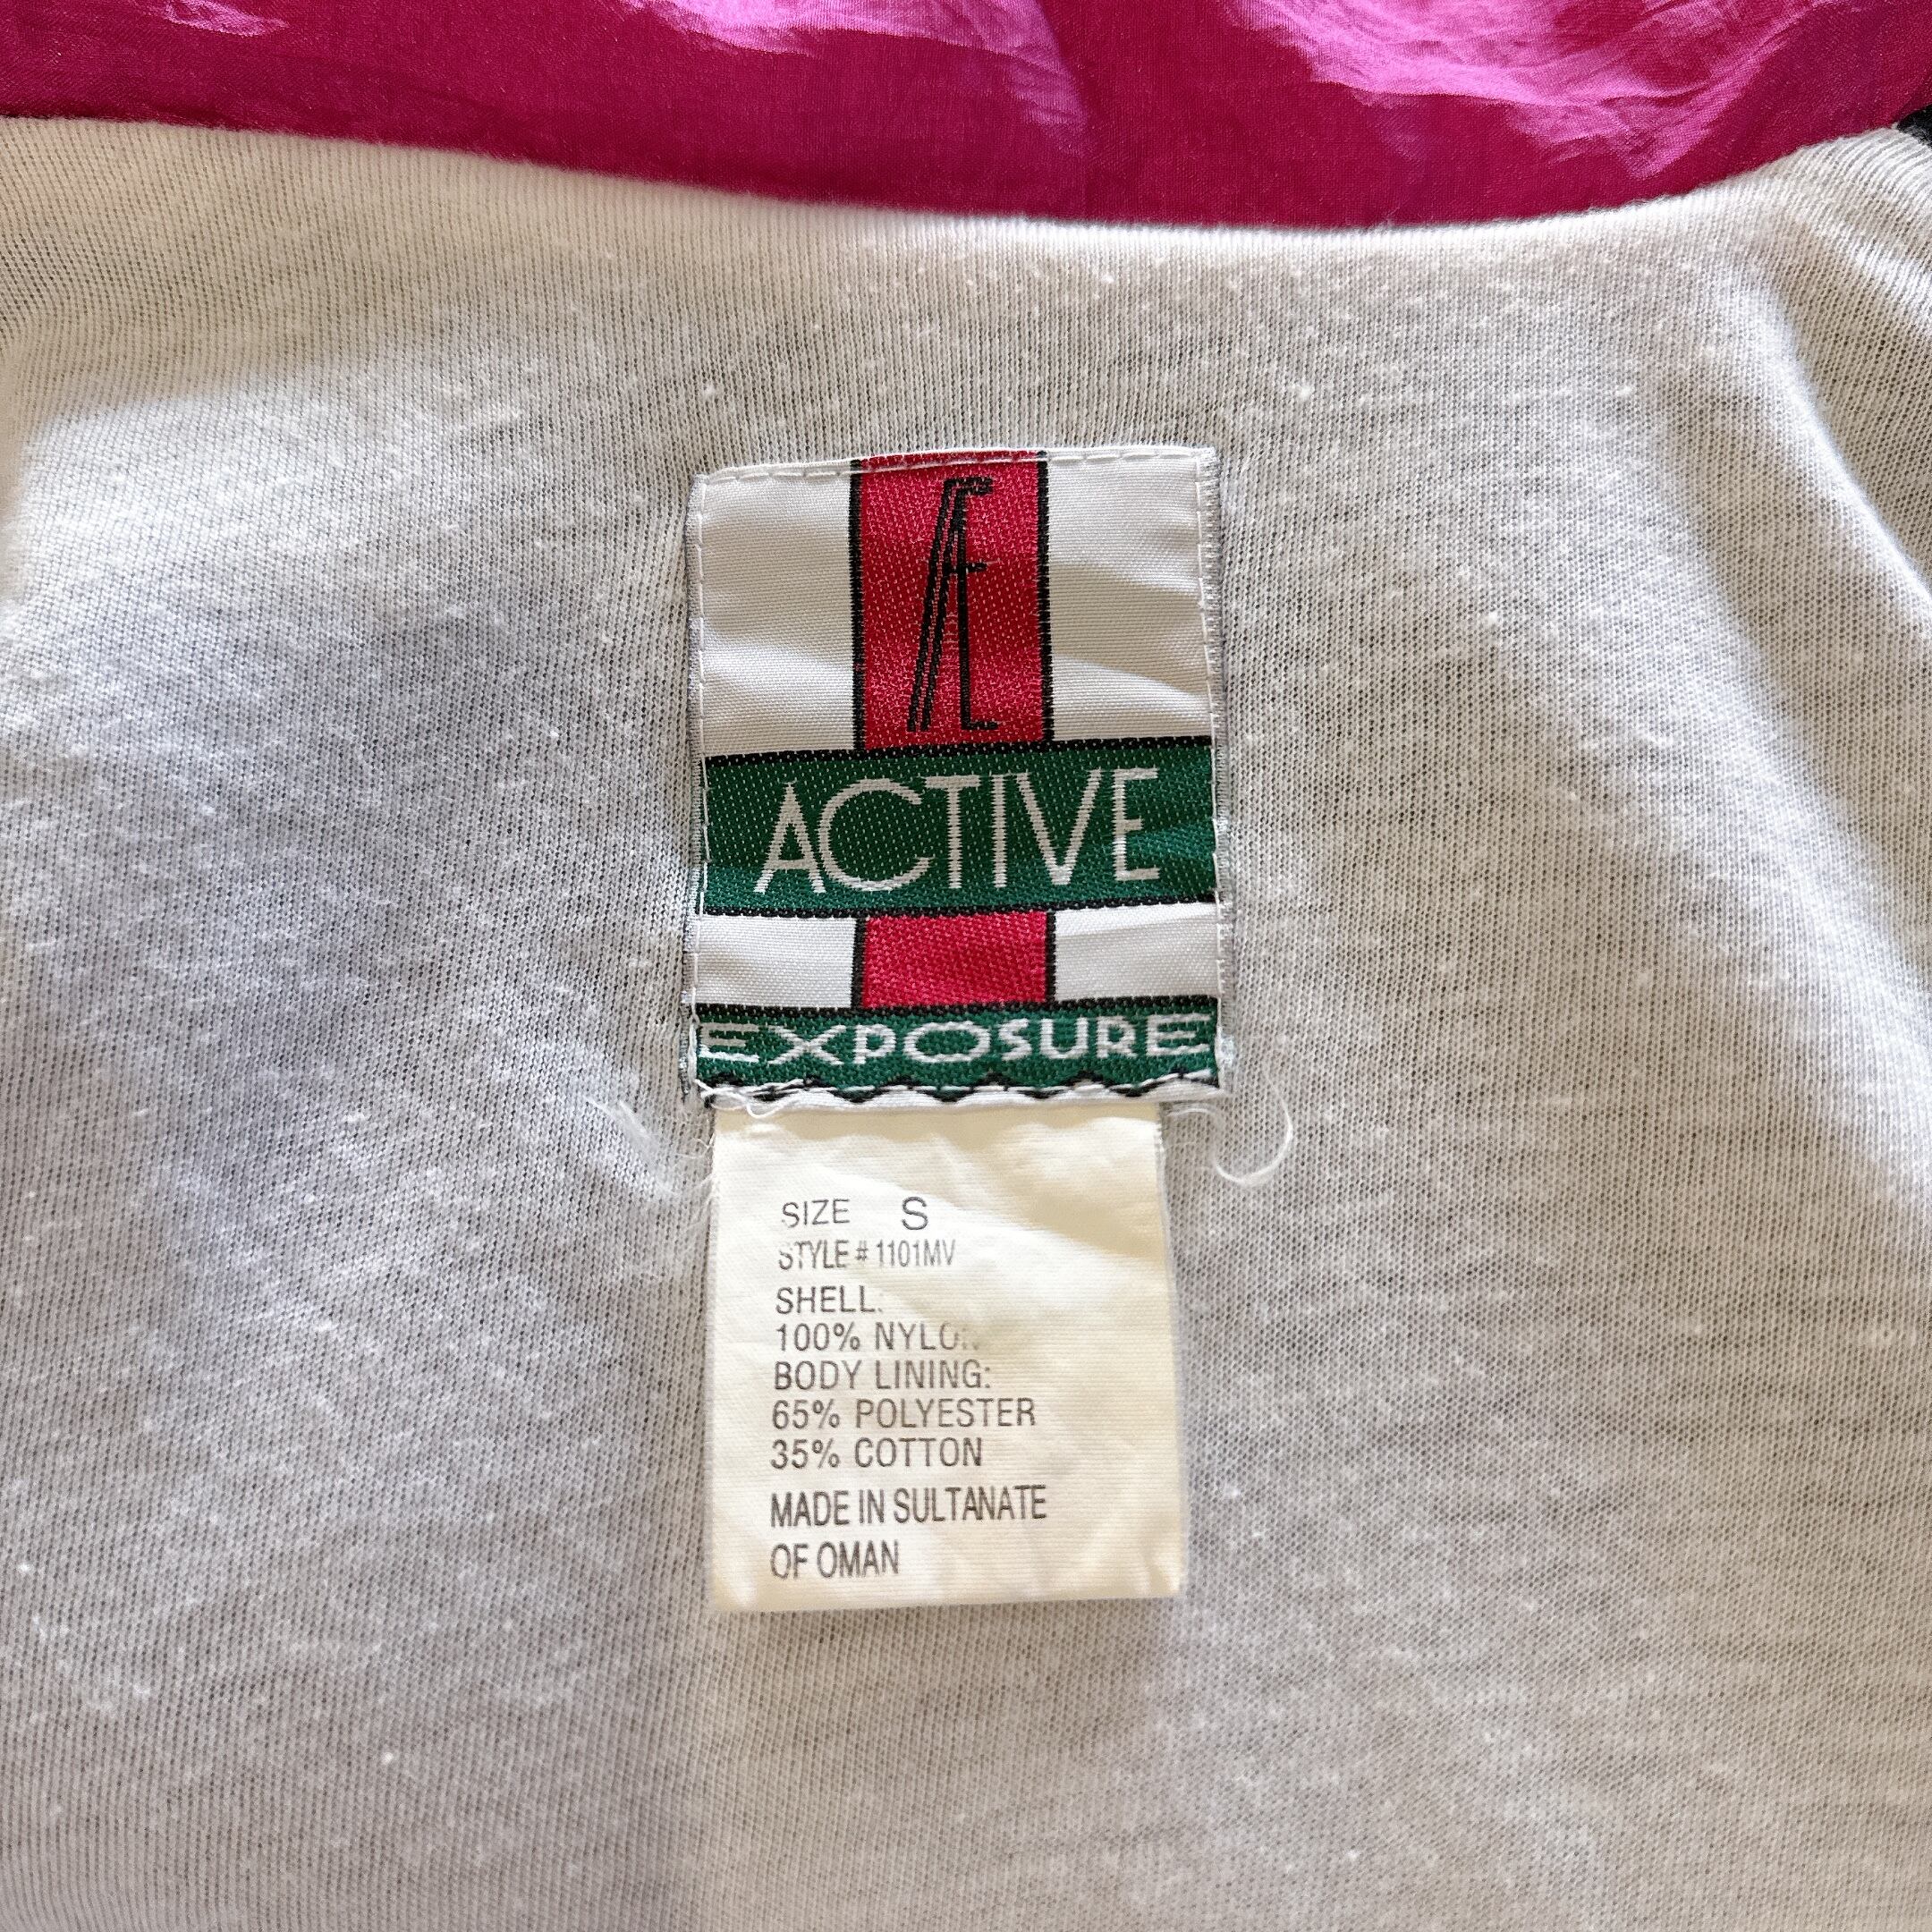 Æ
ACTIVE
EXPOSURE
SIZE S
STYLE # 1101MV
SHELL:
100% NYLON
BODY LINING:
65% POLYESTER
35% COTTON
MADE IN SULTANATE
OF OMAN